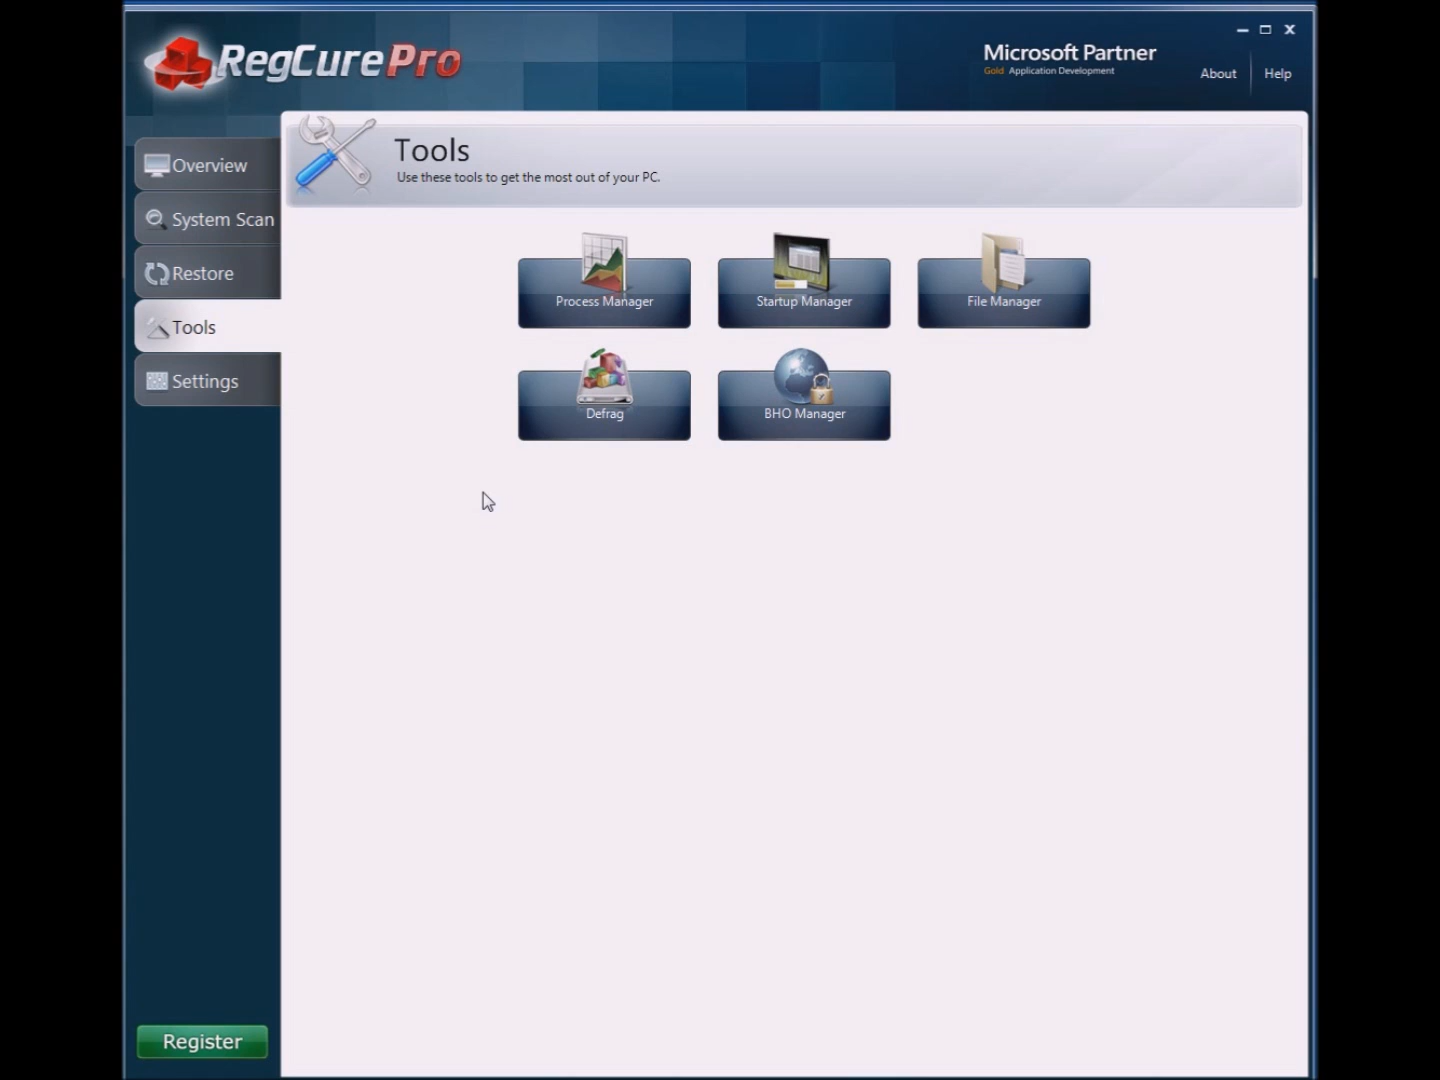 RegCure Pro
Microsoft Partner
Gold Application Development
About
Help
Overview
System Scan
Restore
Tools
Settings
Tools
Use these tools to get the most out of your PC.
Process Manager
Startup Manager
File Manager
Defrag
BHO Manager
Register